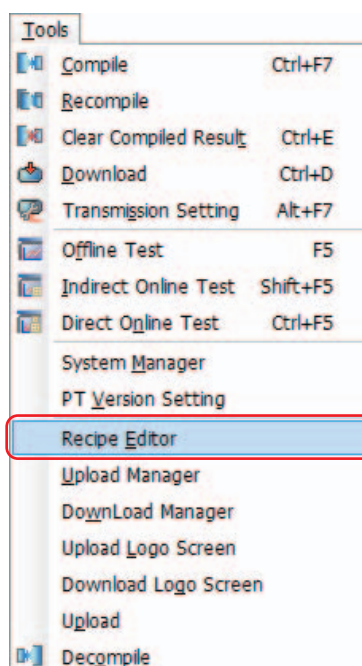 Tools
Compile Ctrl+F7
Recompile
Clear Compiled Result Ctrl+E
Download Ctrl+D
Transmission Setting Alt+F7
Offline Test F5
Indirect Online Test Shift+F5
Direct Online Test Ctrl+F5
System Manager
PT Version Setting
Recipe Editor
Upload Manager
DownLoad Manager
Upload Logo Screen
Download Logo Screen
Upload
Decompile